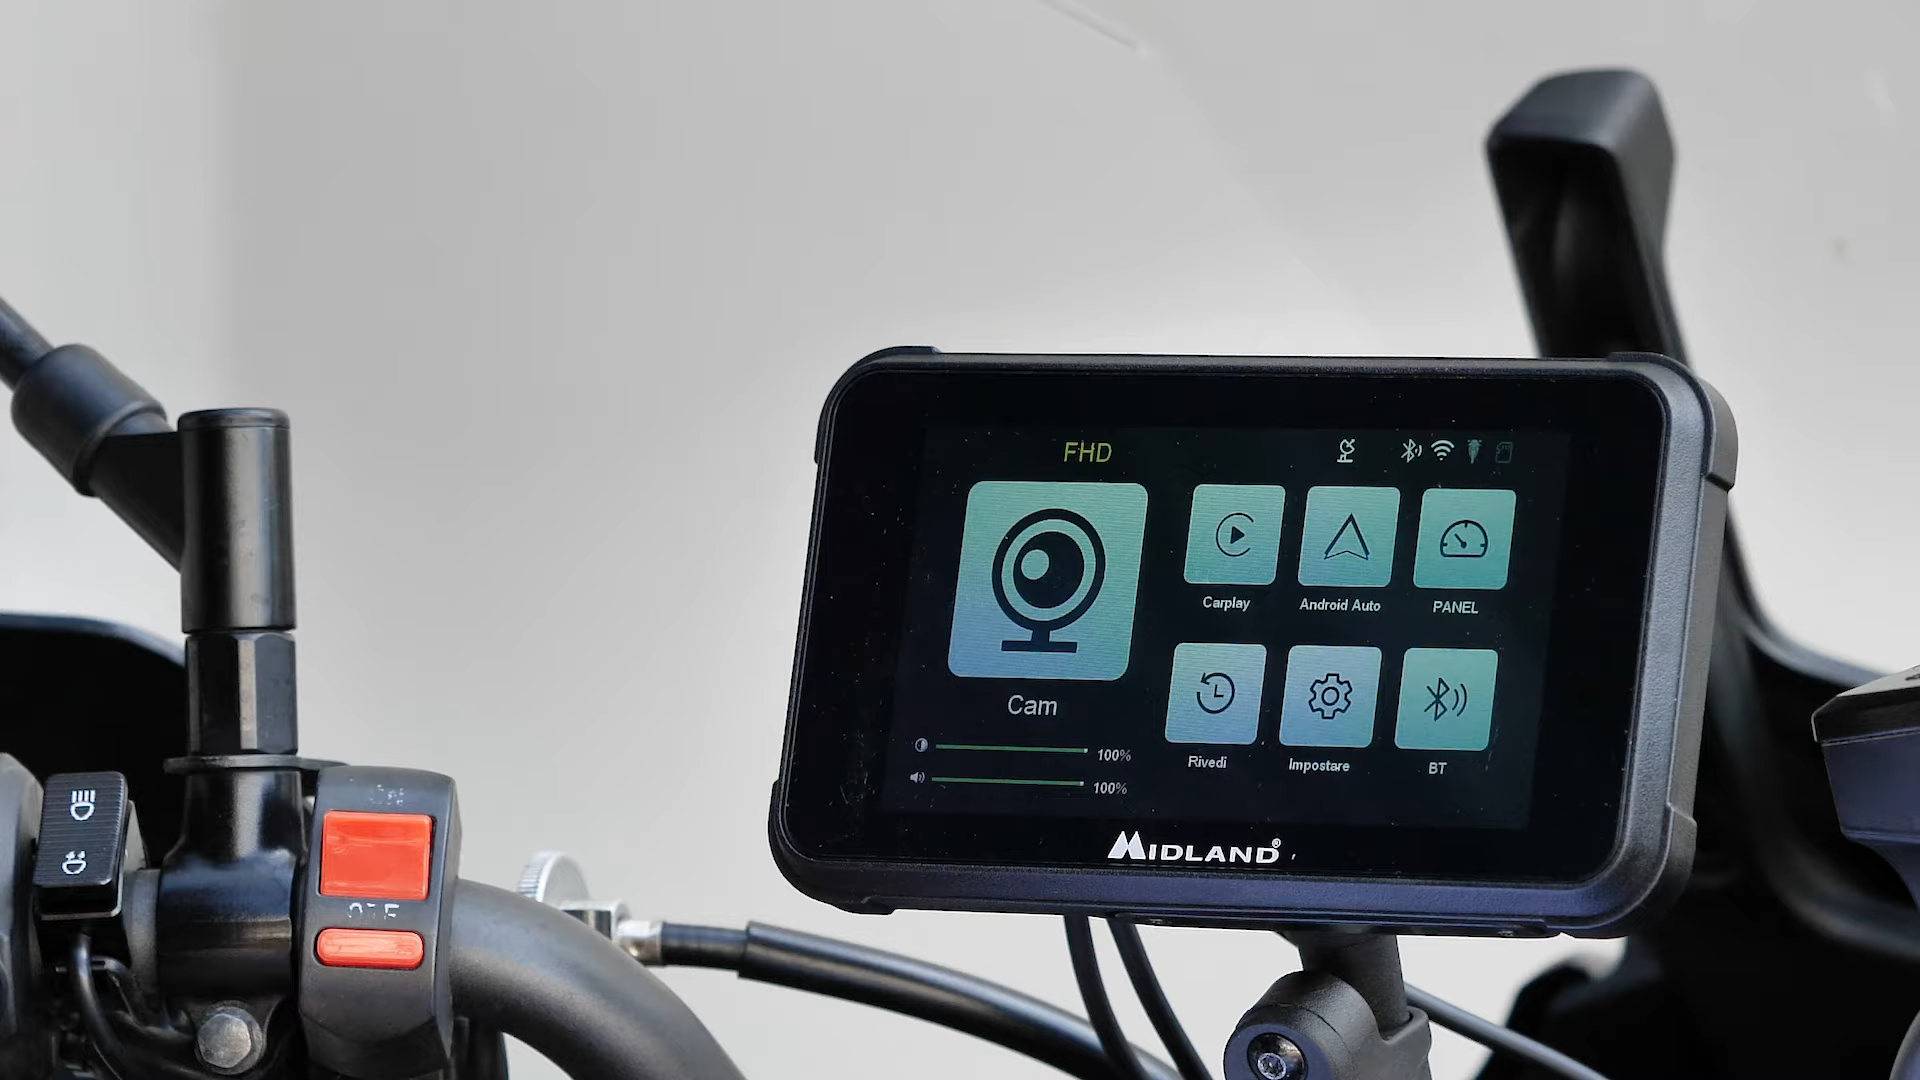 FHD
Cam
100%
100%
Carplay
Android Auto
PANEL
Rivedi
Impostare
BT
MIDLAND®